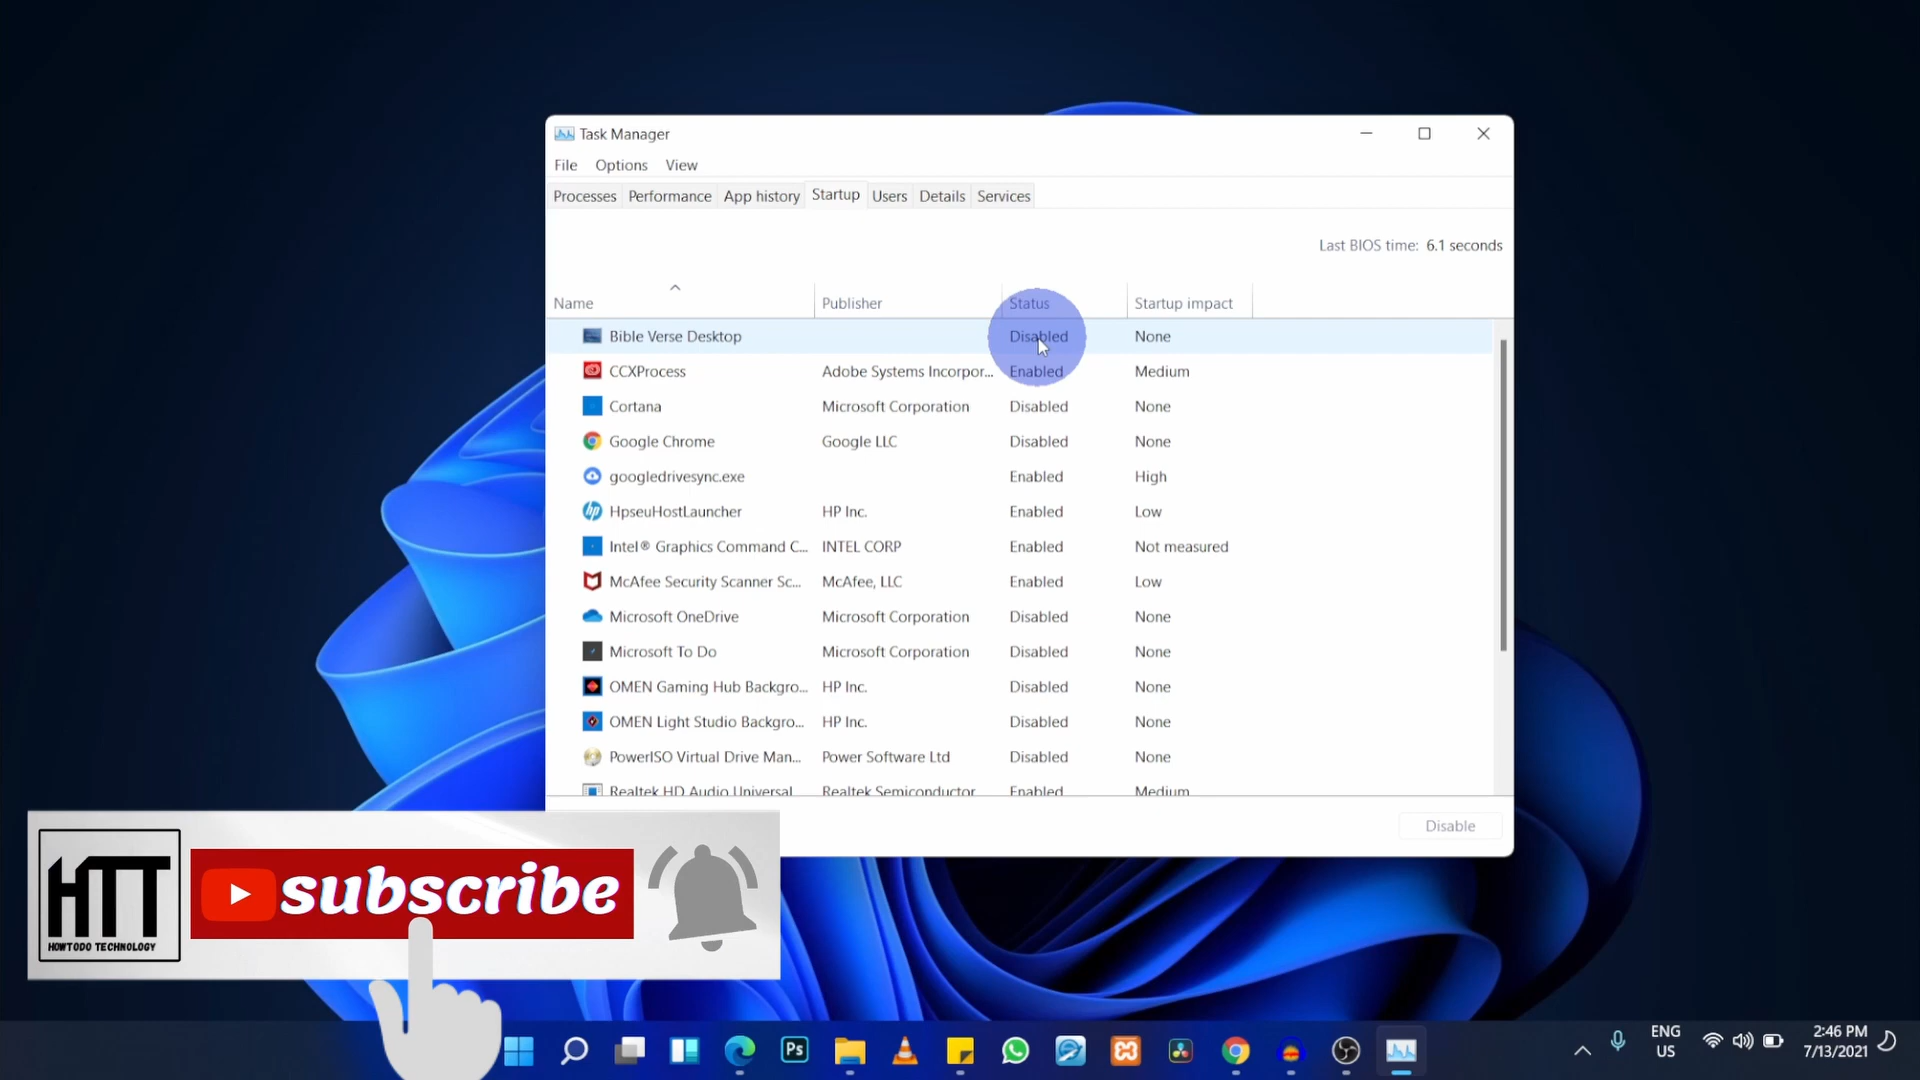 Task Manager
File Options View
Processes Performance App history Startup Users Details Services
Last BIOS time: 6.1 seconds
Name Publisher Status Startup impact
Bible Verse Desktop Disabled None
CCXProcess Adobe Systems Incorpor... Enabled Medium
Cortana Microsoft Corporation Disabled None
Google Chrome Google LLC Disabled None
googledrivesync.exe Enabled High
HpseuHostLauncher HP Inc. Enabled Low
Intel® Graphics Command C... INTEL CORP Enabled Not measured
McAfee Security Scanner Sc... McAfee, LLC Enabled Low
Microsoft OneDrive Microsoft Corporation Disabled None
Microsoft To Do Microsoft Corporation Disabled None
OMEN Gaming Hub Backgro... HP Inc. Disabled None
OMEN Light Studio Backgro... HP Inc. Disabled None
PowerISO Virtual Drive Man... Power Software Ltd Disabled None
Realtek HD Audio Universal Realtek Semiconductor Enabled Medium
Disable
HTT
HOWTODO TECHNOLOGY
subscribe
Ps
ENG
US
2:46 PM
7/13/2021